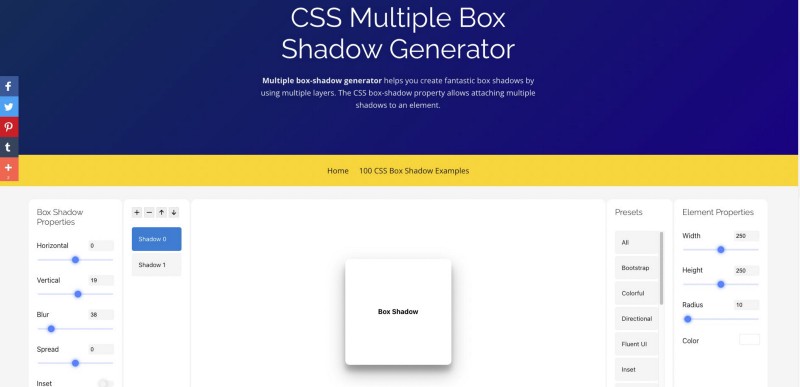 CSS Multiple Box
Shadow Generator
Multiple box-shadow generator helps you create fantastic box shadows by
using multiple layers. The CSS box-shadow property allows attaching multiple
shadows to an element.
Home 100 CSS Box Shadow Examples
Box Shadow
Properties
Horizontal 0
Vertical 19
Blur 38
Spread 0
Inset
Shadow 0
Shadow 1
Box Shadow
Presets
All
Bootstrap
Colorful
Directional
Fluent UI
Inset
Element Properties
Width 250
Height 250
Radius 10
Color